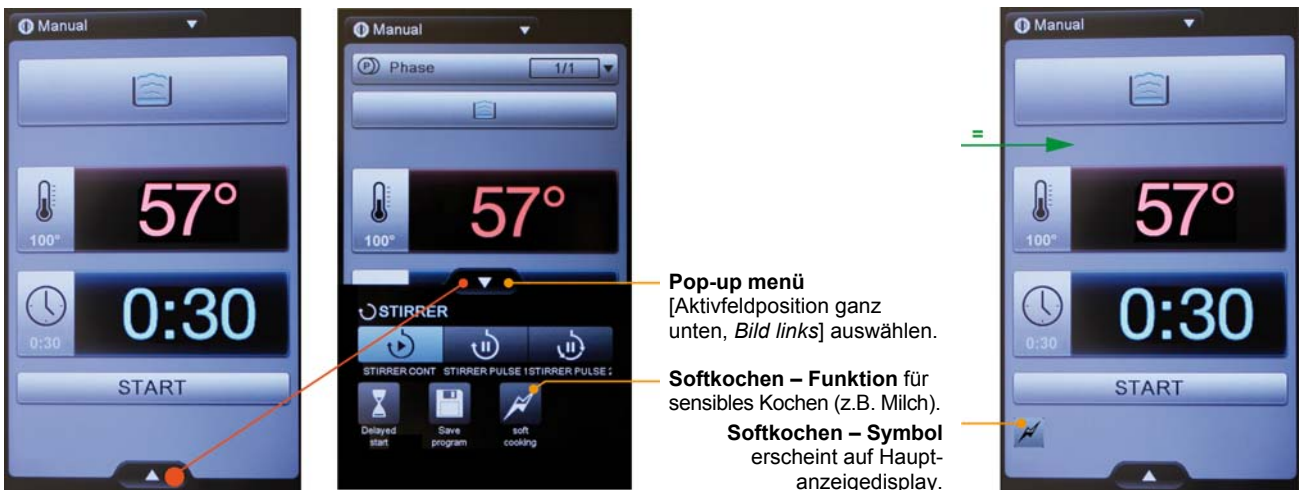 Manual
57°
100°
0:30
0:30
START
Manual
Phase 1/1
57°
100°
STIRRER
STIRRER CONT STIRRER PULSE 1 STIRRER PULSE 2
Delayed start
Save program
soft cooking
Pop-up menü
[Aktivfeldposition ganz
unten, Bild links] auswählen.
Softkochen – Funktion für
sensibles Kochen (z.B. Milch).
Softkochen – Symbol
erscheint auf Haupt-
anzeigedisplay.
=
Manual
57°
100°
0:30
0:30
START